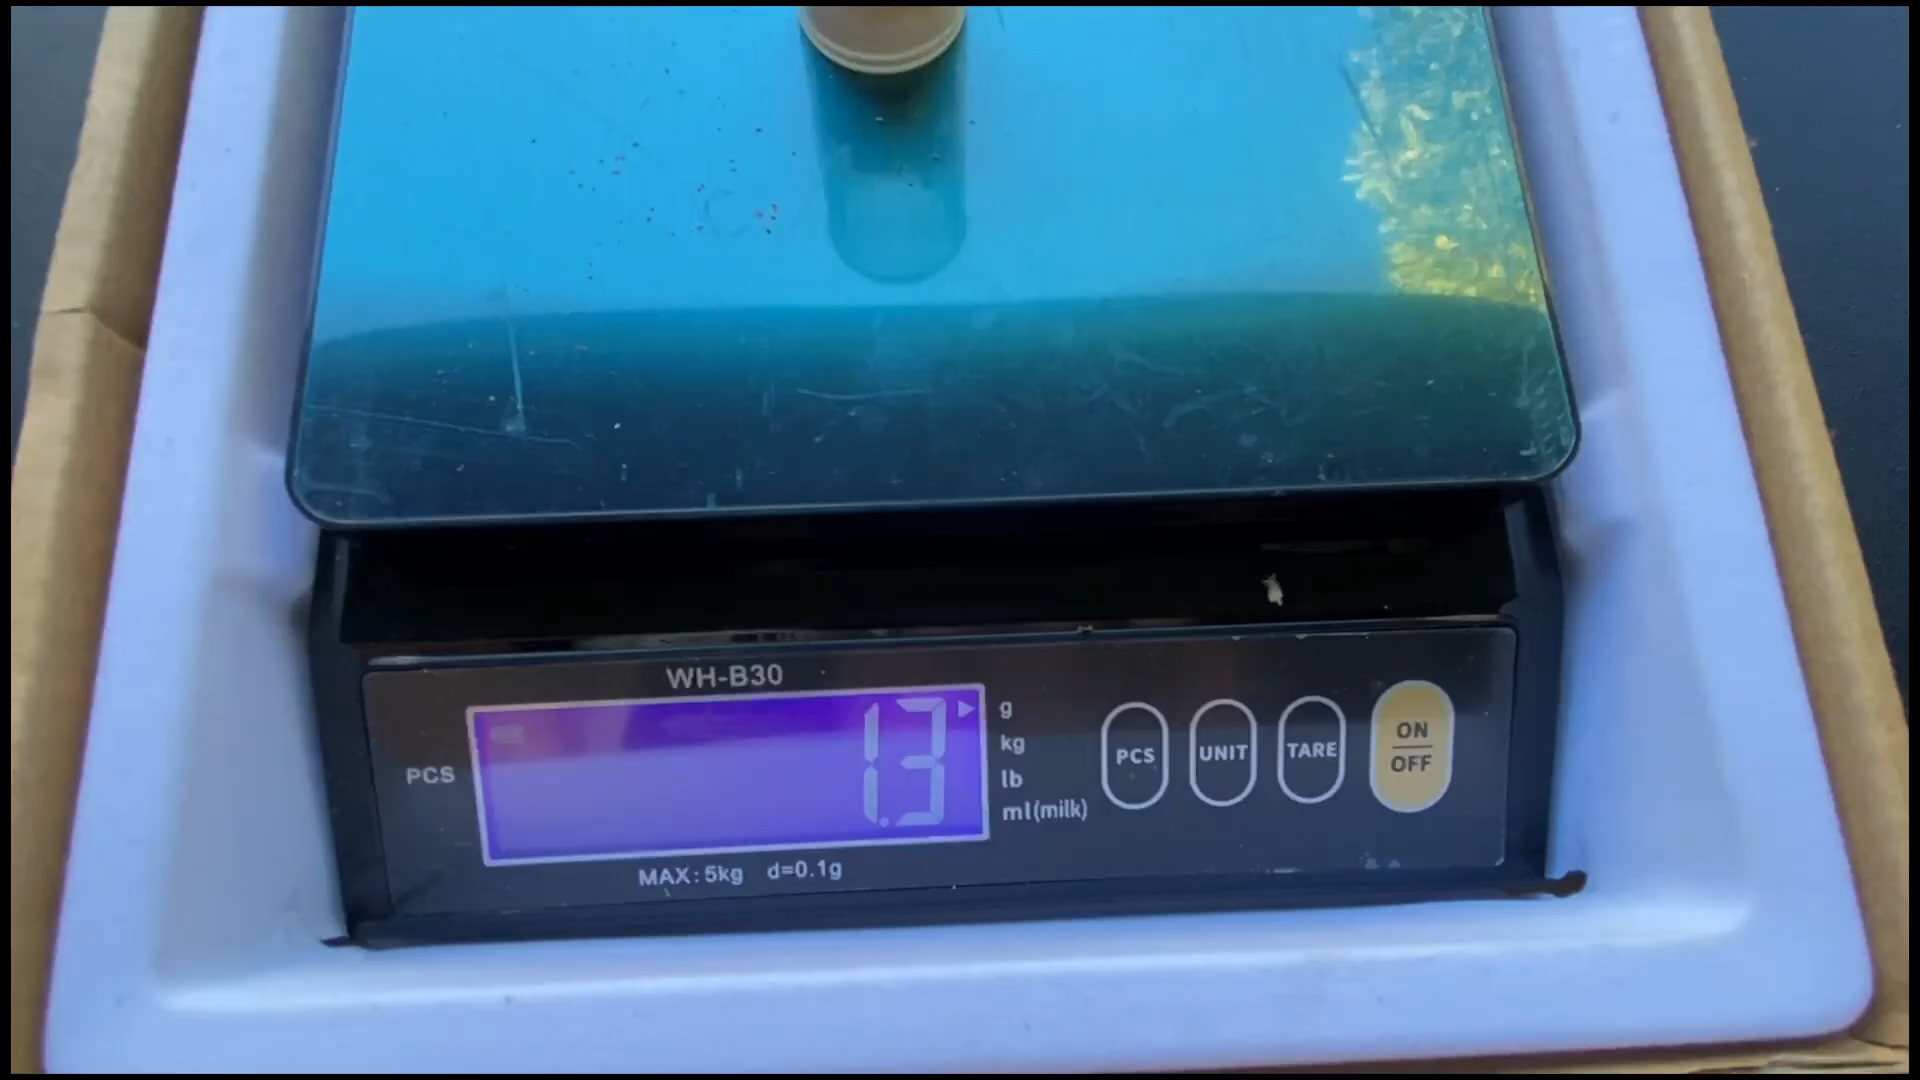 WH-B30
1.3
g
kg
lb
ml(milk)
PCS
PCS
UNIT
TARE
ON
OFF
MAX:5kg d=0.1g